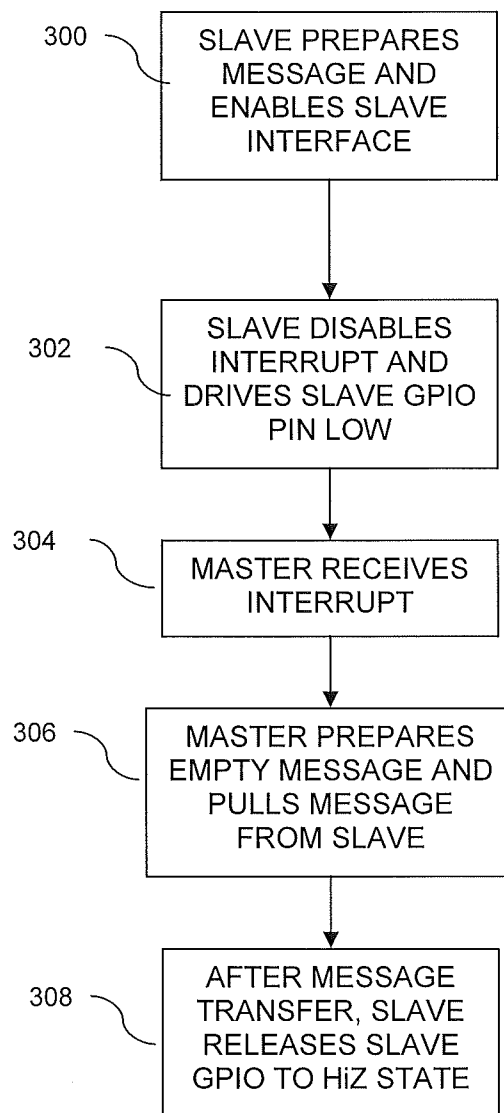 300
SLAVE PREPARES
MESSAGE AND
ENABLES SLAVE
INTERFACE
302
SLAVE DISABLES
INTERRUPT AND
DRIVES SLAVE GPIO
PIN LOW
304
MASTER RECEIVES
INTERRUPT
306
MASTER PREPARES
EMPTY MESSAGE AND
PULLS MESSAGE
FROM SLAVE
308
AFTER MESSAGE
TRANSFER, SLAVE
RELEASES SLAVE
GPIO TO HiZ STATE